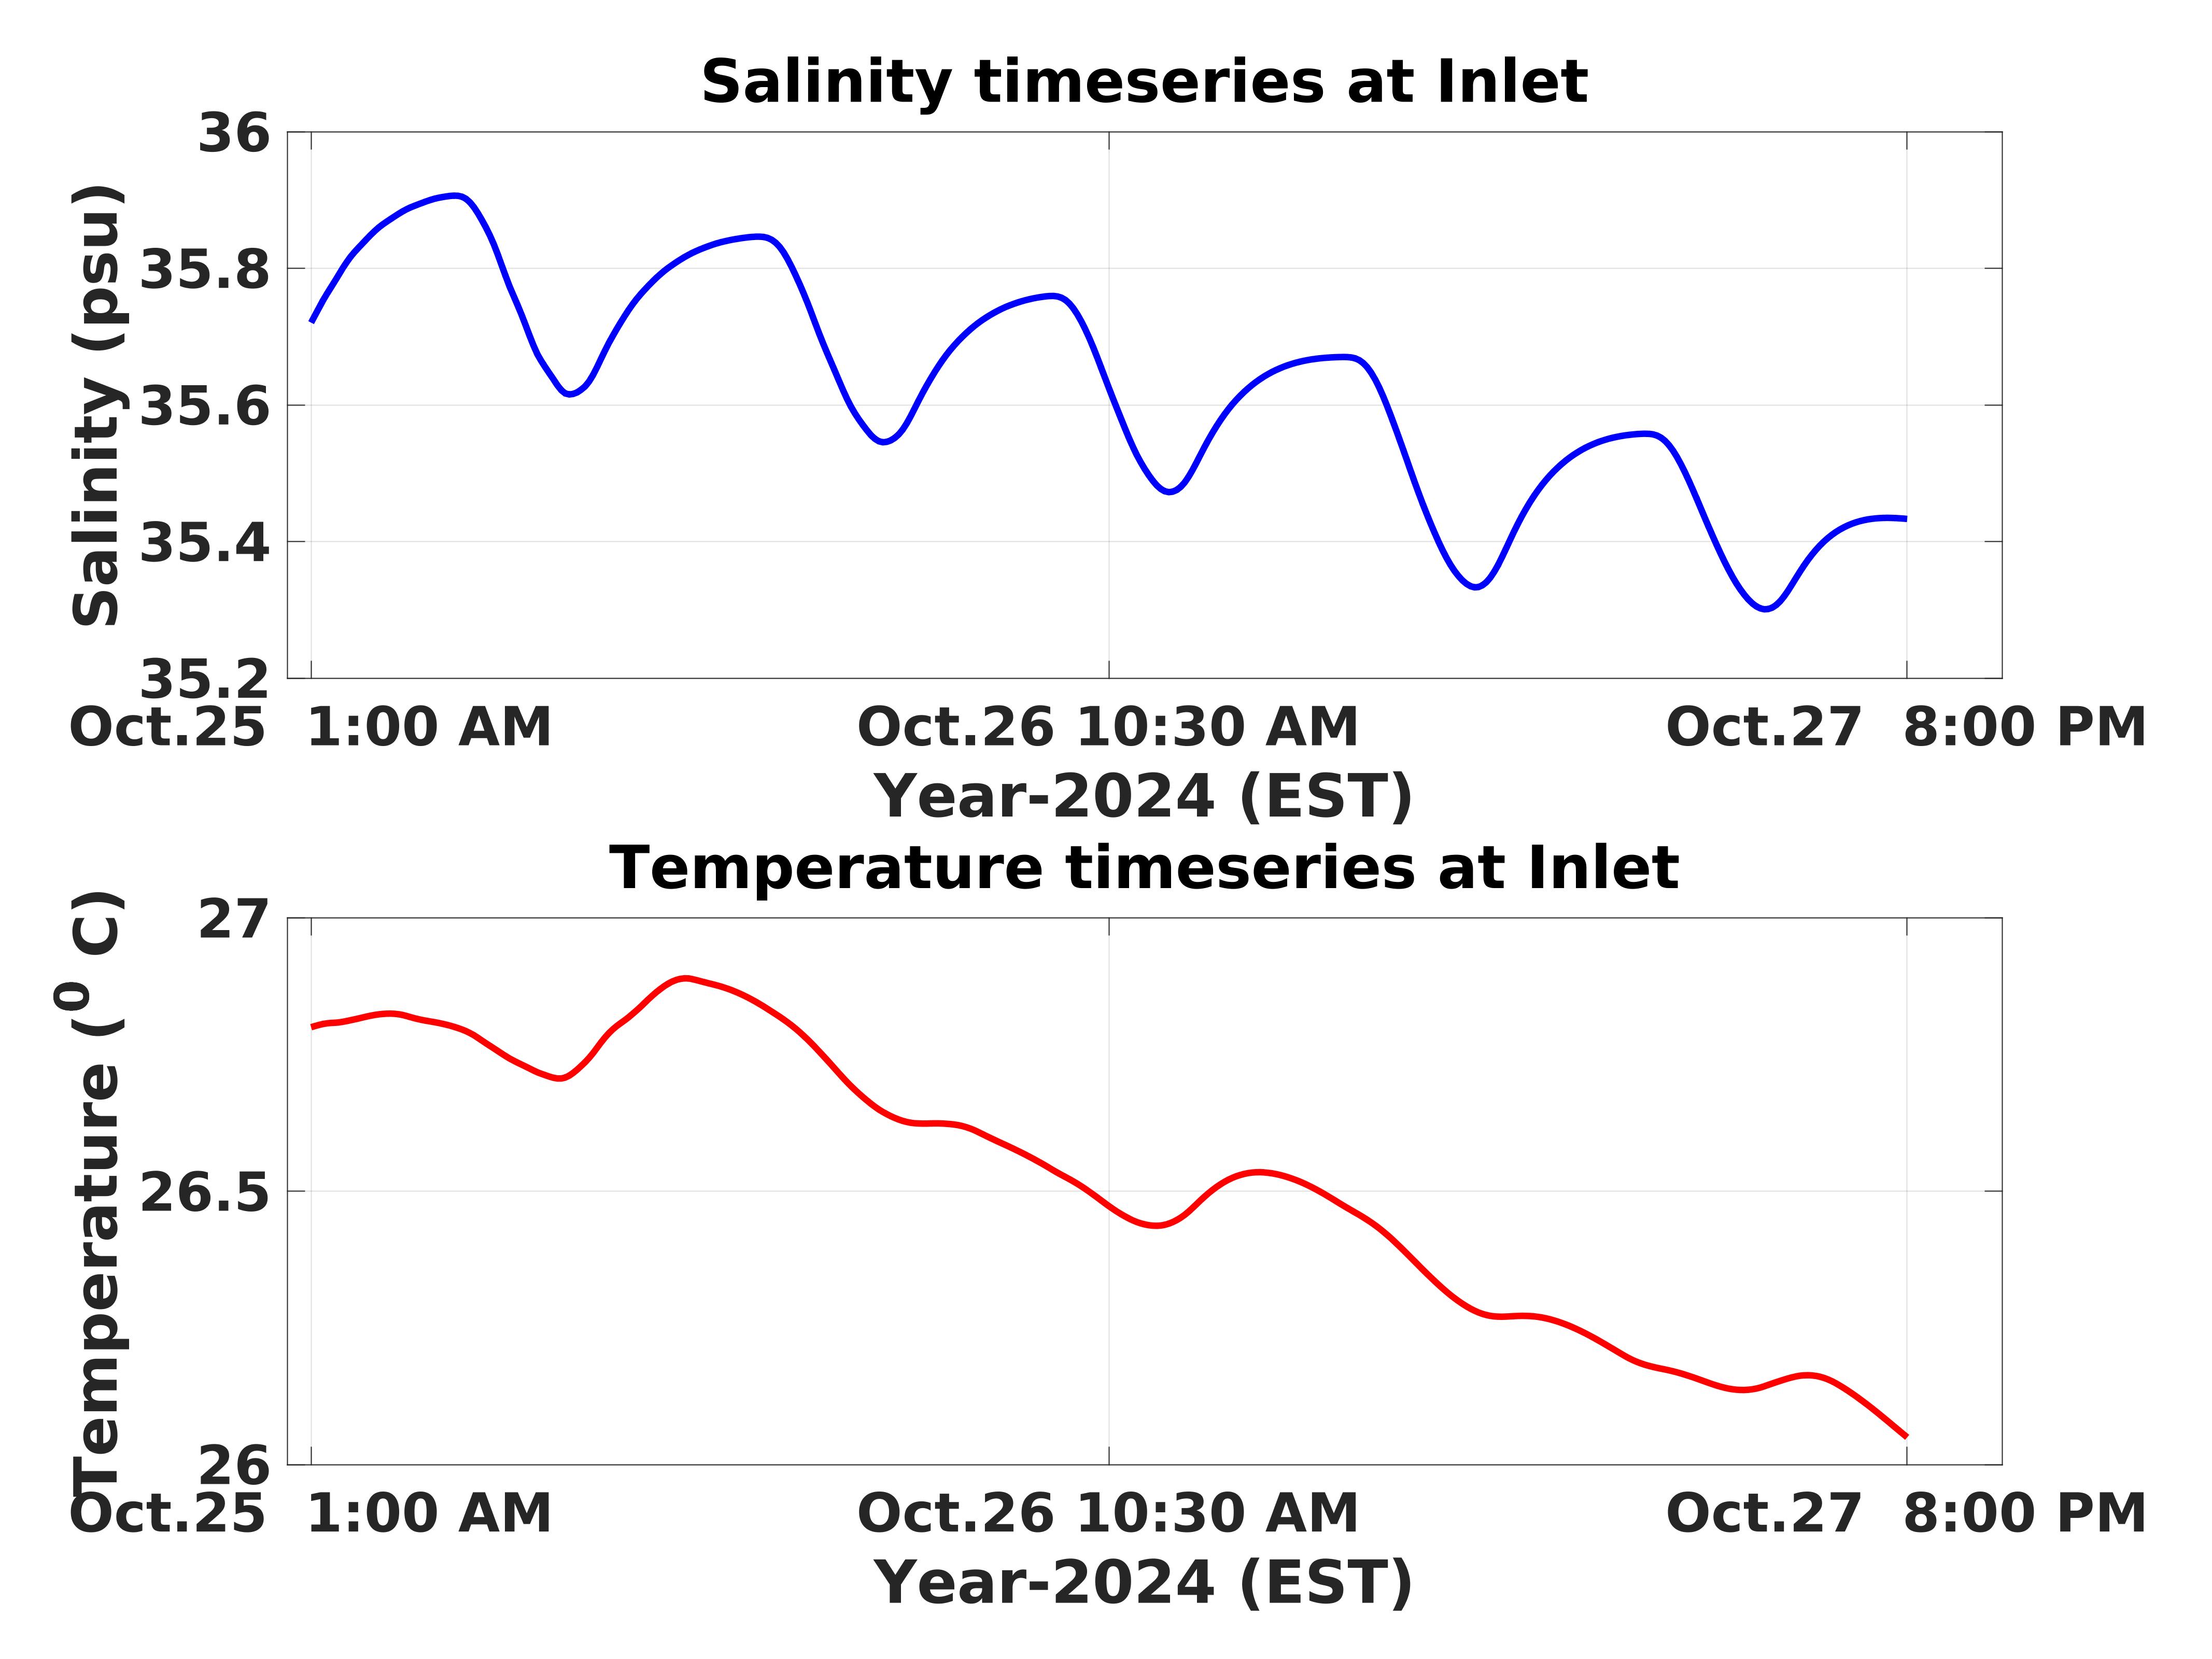 Salinity timeseries at Inlet
Salinity (psu)
36
35.8
35.6
35.4
35.2
Oct.25 1:00 AM
Oct.26 10:30 AM
Oct.27 8:00 PM
Year-2024 (EST)
Temperature timeseries at Inlet
Temperature (⁰ C)
27
26.5
26
Oct.25 1:00 AM
Oct.26 10:30 AM
Oct.27 8:00 PM
Year-2024 (EST)